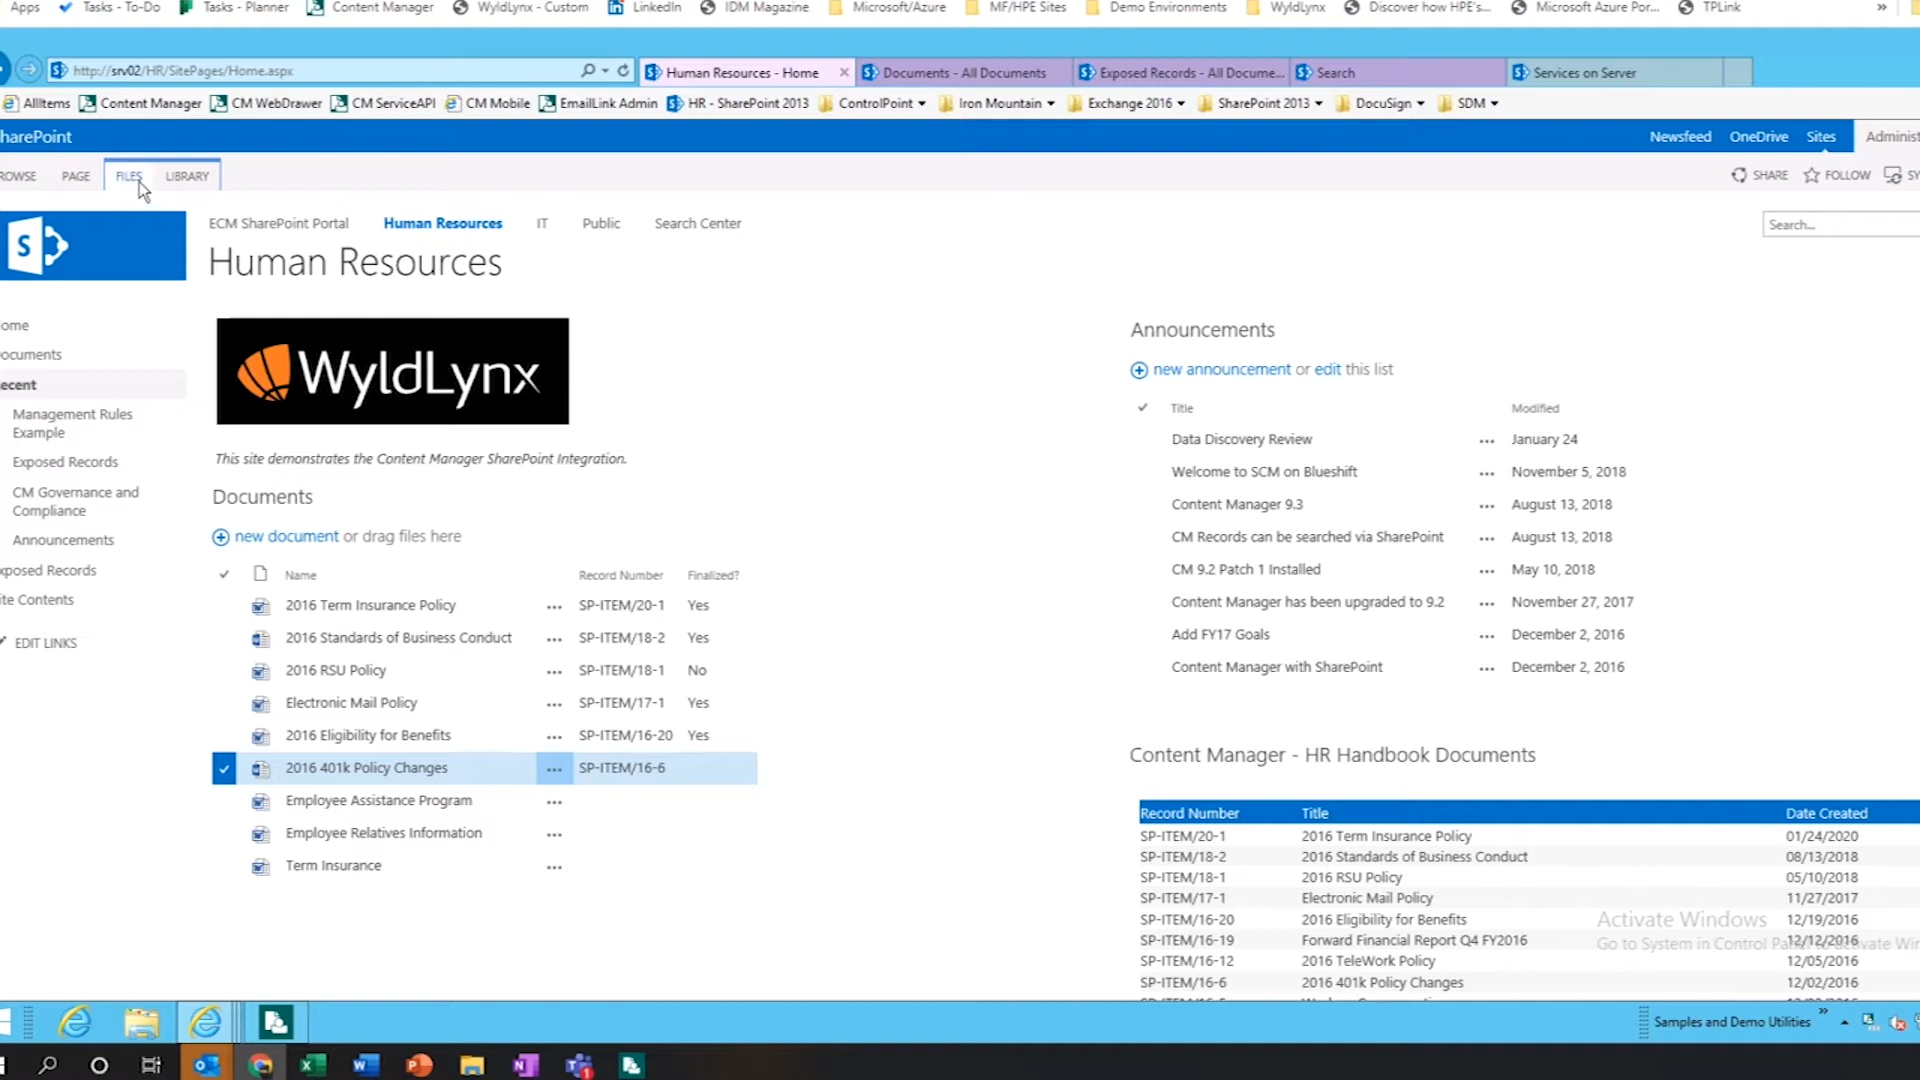 Apps Tasks - To-Do Tasks - Planner Content Manager WyldLynx - Custom LinkedIn IDM Magazine Microsoft/Azure MF/HPE Sites Demo Environments WyldLynx Discover how HPE's... Microsoft Azure Por... TPLink »
http://srv02/HR/SitePages/Home.aspx Human Resources - Home Documents - All Documents Exposed Records - All Docume... Search Services on Server
AllItems Content Manager CM WebDrawer CM ServiceAPI CM Mobile EmailLink Admin HR - SharePoint 2013 ControlPoint Iron Mountain Exchange 2016 SharePoint 2013 DocuSign SDM
harePoint Newsfeed OneDrive Sites Administ
ROWSE PAGE FILES LIBRARY SHARE FOLLOW SY
ECM SharePoint Portal Human Resources IT Public Search Center Search...
Human Resources
ome
ocuments
ecent
Management Rules
Example
Exposed Records
CM Governance and
Compliance
Announcements
xposed Records
ite Contents
EDIT LINKS
WyldLynx
This site demonstrates the Content Manager SharePoint Integration.
Documents
new document or drag files here
Name Record Number Finalized?
2016 Term Insurance Policy ... SP-ITEM/20-1 Yes
2016 Standards of Business Conduct ... SP-ITEM/18-2 Yes
2016 RSU Policy ... SP-ITEM/18-1 No
Electronic Mail Policy ... SP-ITEM/17-1 Yes
2016 Eligibility for Benefits ... SP-ITEM/16-20 Yes
2016 401k Policy Changes ... SP-ITEM/16-6
Employee Assistance Program ...
Employee Relatives Information ...
Term Insurance ...
Announcements
new announcement or edit this list
Title Modified
Data Discovery Review ... January 24
Welcome to SCM on Blueshift ... November 5, 2018
Content Manager 9.3 ... August 13, 2018
CM Records can be searched via SharePoint ... August 13, 2018
CM 9.2 Patch 1 Installed ... May 10, 2018
Content Manager has been upgraded to 9.2 ... November 27, 2017
Add FY17 Goals ... December 2, 2016
Content Manager with SharePoint ... December 2, 2016
Content Manager - HR Handbook Documents
Record Number Title Date Created
SP-ITEM/20-1 2016 Term Insurance Policy 01/24/2020
SP-ITEM/18-2 2016 Standards of Business Conduct 08/13/2018
SP-ITEM/18-1 2016 RSU Policy 05/10/2018
SP-ITEM/17-1 Electronic Mail Policy 11/27/2017
SP-ITEM/16-20 2016 Eligibility for Benefits 12/19/2016
SP-ITEM/16-19 Forward Financial Report Q4 FY2016 12/12/2016
SP-ITEM/16-12 2016 TeleWork Policy 12/05/2016
SP-ITEM/16-6 2016 401k Policy Changes 12/02/2016
Activate Windows
Go to System in Control
Samples and Demo Utilities »